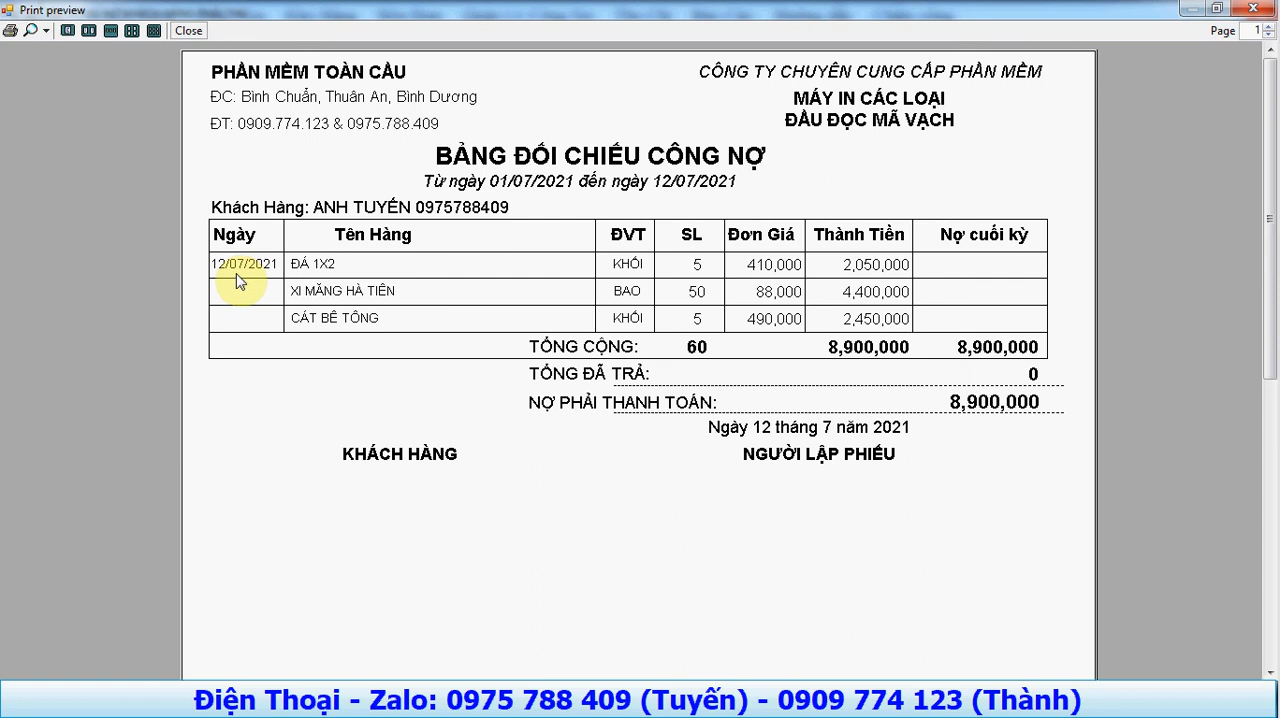 Print preview
Close
Page 1
PHẦN MỀM TOÀN CẦU
CÔNG TY CHUYÊN CUNG CẤP PHẦN MỀM
ĐC: Bình Chuẩn, Thuân An, Bình Dương
MÁY IN CÁC LOẠI
ĐT: 0909.774.123 & 0975.788.409
ĐẦU ĐỌC MÃ VẠCH
BẢNG ĐỐI CHIẾU CÔNG NỢ
Từ ngày 01/07/2021 đến ngày 12/07/2021
Khách Hàng: ANH TUYẾN 0975788409
Ngày Tên Hàng ĐVT SL Đơn Giá Thành Tiền Nợ cuối kỳ
12/07/2021 ĐÁ 1X2 KHỐI 5 410,000 2,050,000
XI MĂNG HÀ TIÊN BAO 50 88,000 4,400,000
CÁT BÊ TÔNG KHỐI 5 490,000 2,450,000
TỔNG CỘNG: 60 8,900,000 8,900,000
TỔNG ĐÃ TRẢ: 0
NỢ PHẢI THANH TOÁN: 8,900,000
Ngày 12 tháng 7 năm 2021
KHÁCH HÀNG NGƯỜI LẬP PHIẾU
Điện Thoại - Zalo: 0975 788 409 (Tuyến) - 0909 774 123 (Thành)